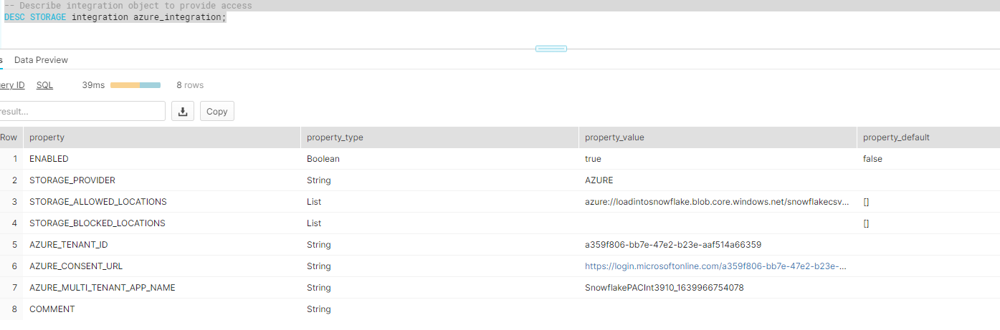 -- Describe integration object to provide access
DESC STORAGE integration azure_integration;
s Data Preview
ery ID SQL 39ms 8 rows
result... Copy
Row property property_type property_value property_default
1 ENABLED Boolean true false
2 STORAGE_PROVIDER String AZURE
3 STORAGE_ALLOWED_LOCATIONS List azure://loadintosnowflake.blob.core.windows.net/snowflakecsv... []
4 STORAGE_BLOCKED_LOCATIONS List []
5 AZURE_TENANT_ID String a359f806-bb7e-47e2-b23e-aaf514a66359
6 AZURE_CONSENT_URL String https://login.microsoftonline.com/a359f806-bb7e-47e2-b23e-...
7 AZURE_MULTI_TENANT_APP_NAME String SnowflakePACInt3910_1639966754078
8 COMMENT String